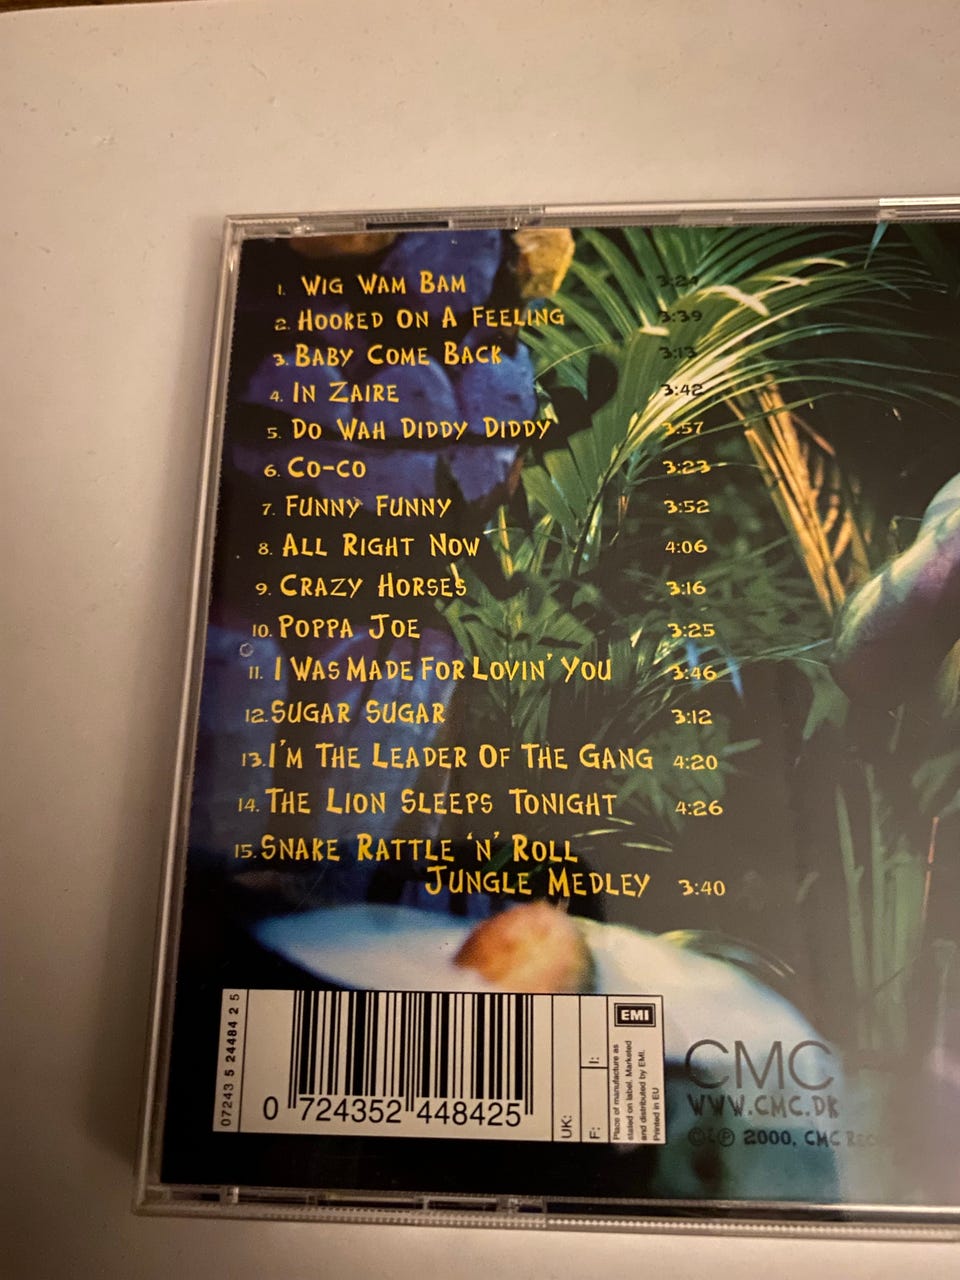 1. WIG WAM BAM 3:24
2. HOOKED ON A FEELING 3:39
3. BABY COME BACK 3:13
4. IN ZAIRE 3:42
5. DO WAH DIDDY DIDDY 3:57
6. CO-CO 3:23
7. FUNNY FUNNY 3:52
8. ALL RIGHT NOW 4:06
9. CRAZY HORSES 3:16
10. POPPA JOE 3:25
11. I WAS MADE FOR LOVIN' YOU 3:46
12. SUGAR SUGAR 3:12
13. I'M THE LEADER OF THE GANG 4:20
14. THE LION SLEEPS TONIGHT 4:26
15. SNAKE RATTLE 'N' ROLL
JUNGLE MEDLEY 3:40
07243 5 24484 2 5
0 724352 448425
UK:
F:
I:
EMI
Place of manufacture as
stated on label. Marketed
and distributed by EMI.
Printed in EU
CMC
WWW.CMC.DK
© & ℗ 2000, CMC